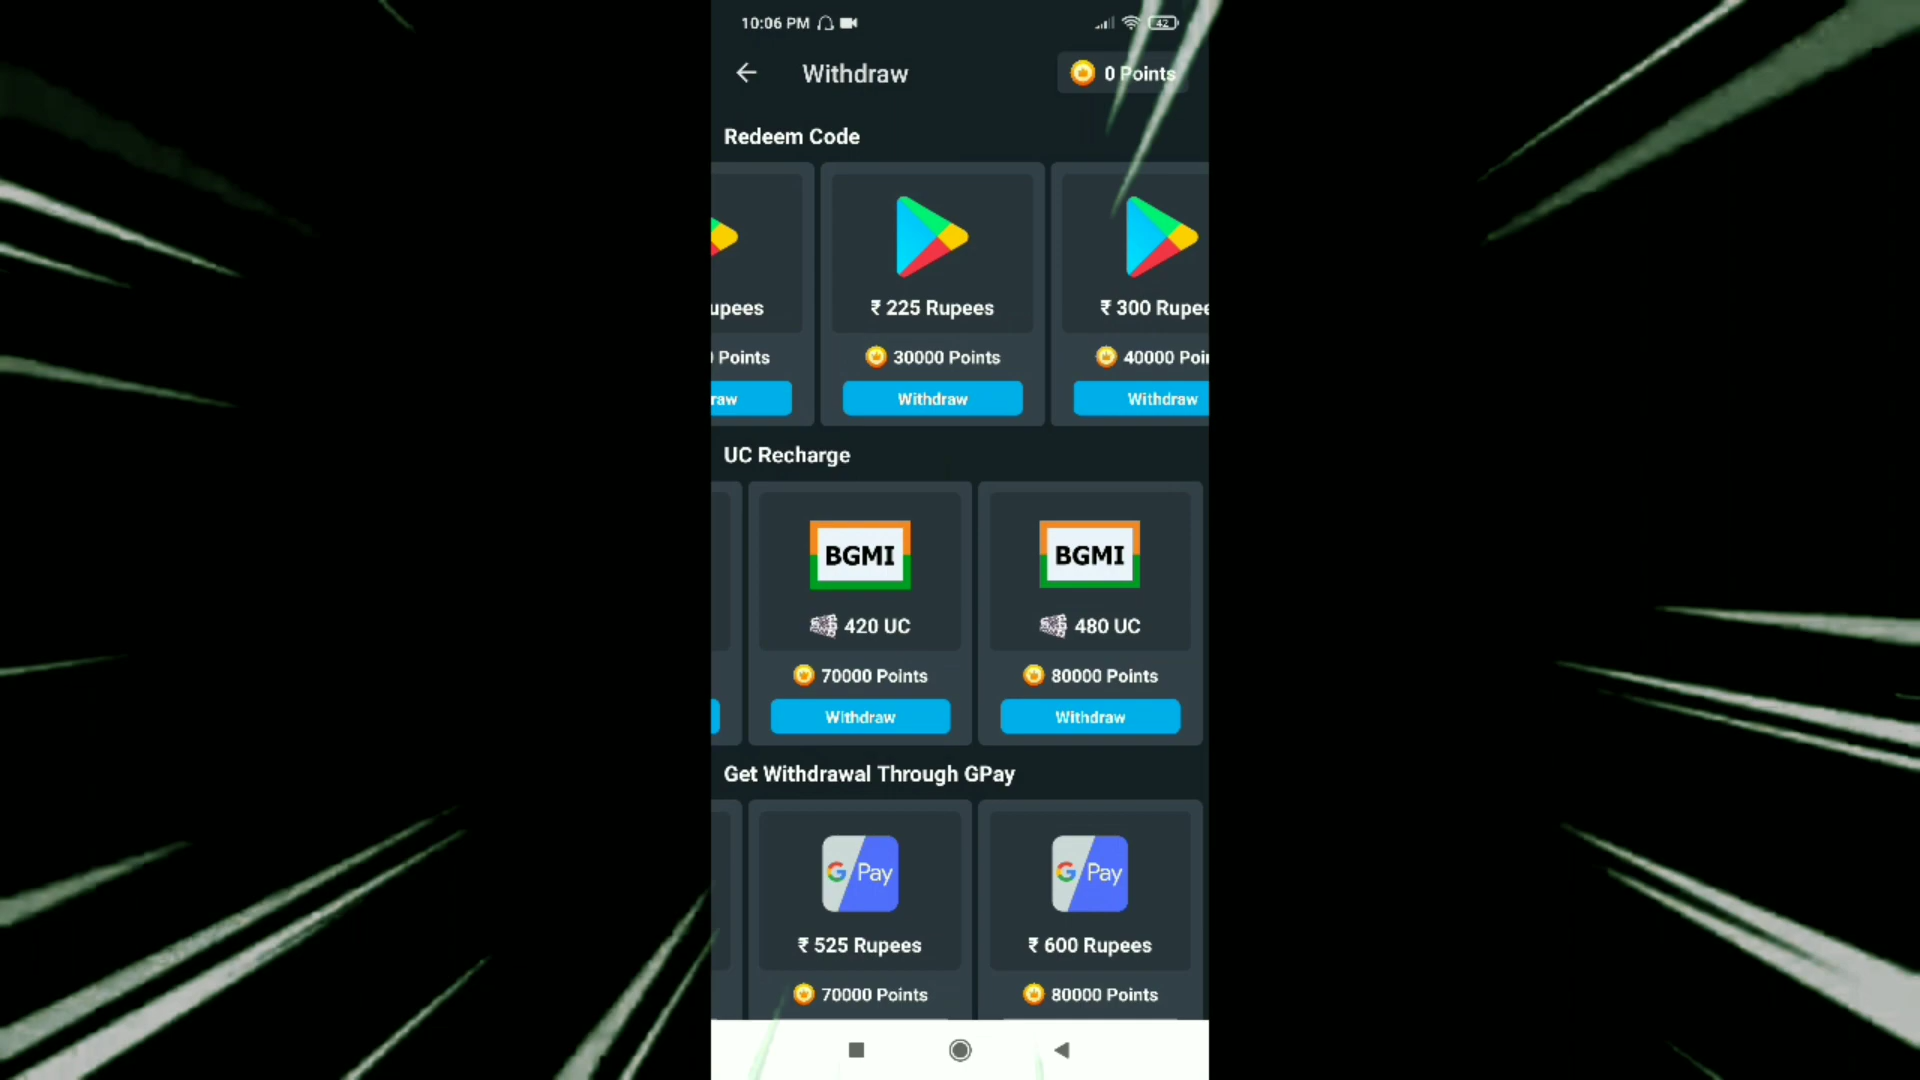 10:06 PM 42
Withdraw 0 Points
Redeem Code
upees ₹ 225 Rupees ₹ 300 Rupee
Points 30000 Points 40000 Poi
raw Withdraw Withdraw
UC Recharge
BGMI BGMI
420 UC 480 UC
70000 Points 80000 Points
Withdraw Withdraw
Get Withdrawal Through GPay
G Pay G Pay
₹ 525 Rupees ₹ 600 Rupees
70000 Points 80000 Points